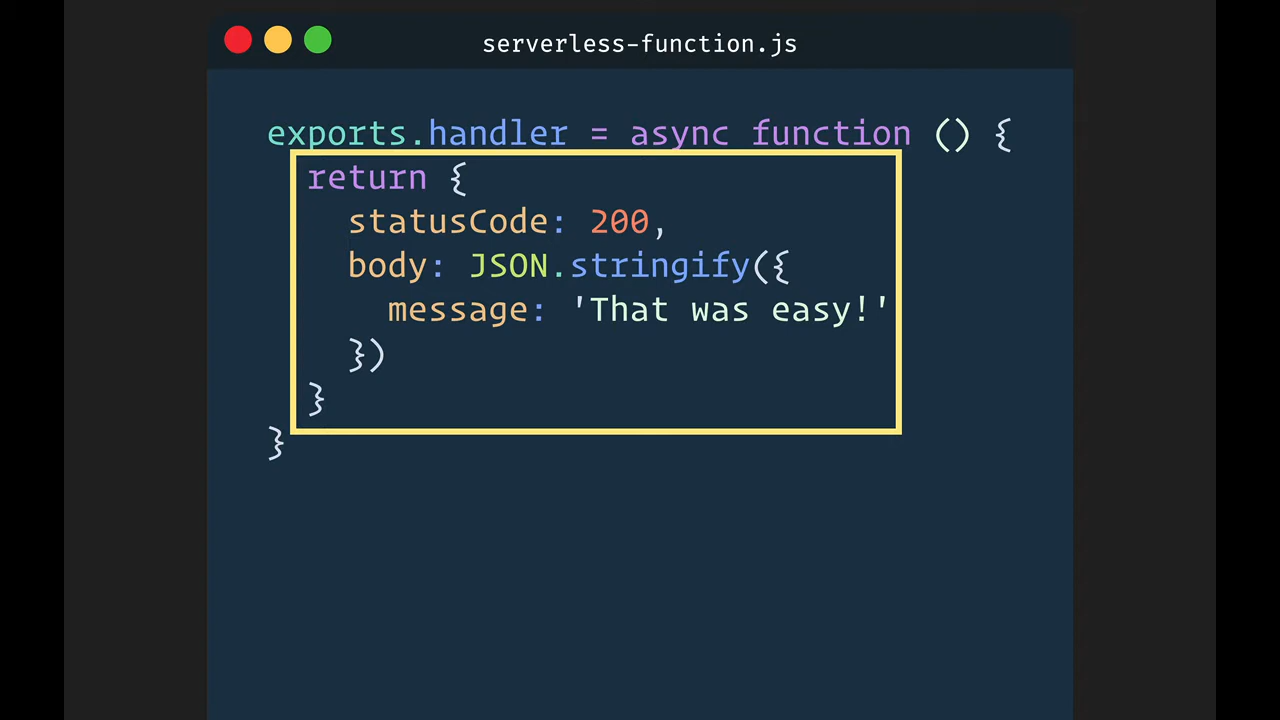 serverless-function.js
exports.handler = async function () {
return {
statusCode: 200,
body: JSON.stringify({
message: 'That was easy!'
})
}
}